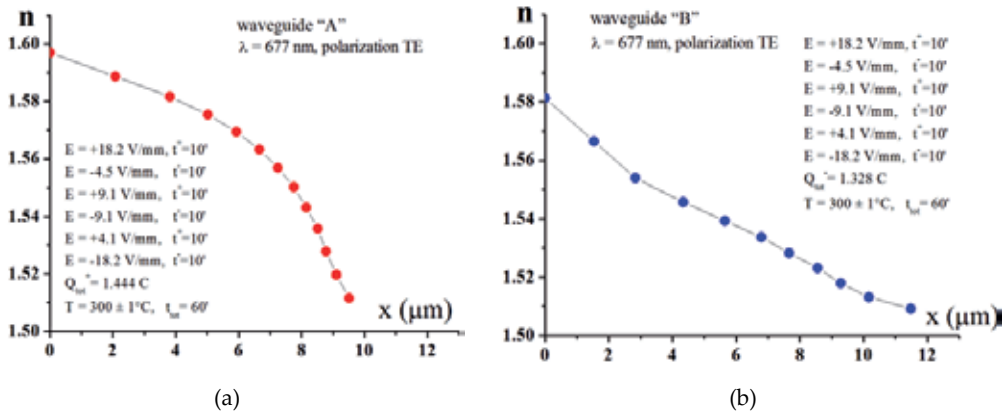 n
waveguide "A"
λ = 677 nm, polarization TE
1.60
1.58
1.56
1.54
1.52
1.50
E = +18.2 V/mm, t⁺=10'
E = -4.5 V/mm, t⁻=10'
E = +9.1 V/mm, t⁺=10'
E = -9.1 V/mm, t⁻=10'
E = +4.1 V/mm, t⁺=10'
E = -18.2 V/mm, t⁻=10'
= 1.444 C
T = 300 ± 1°C, t_tot = 60'
x (μm)
0 2 4 6 8 10 12
(a)
n
waveguide "B"
λ = 677 nm, polarization TE
1.60
1.58
1.56
1.54
1.52
1.50
E = +18.2 V/mm, t⁺=10'
E = -4.5 V/mm, t⁻=10'
E = +9.1 V/mm, t⁺=10'
E = -9.1 V/mm, t⁻=10'
E = +4.1 V/mm, t⁺=10'
E = -18.2 V/mm, t⁻=10'
= 1.328 C
T = 300 ± 1°C, t_tot = 60'
x (μm)
0 2 4 6 8 10 12
(b)